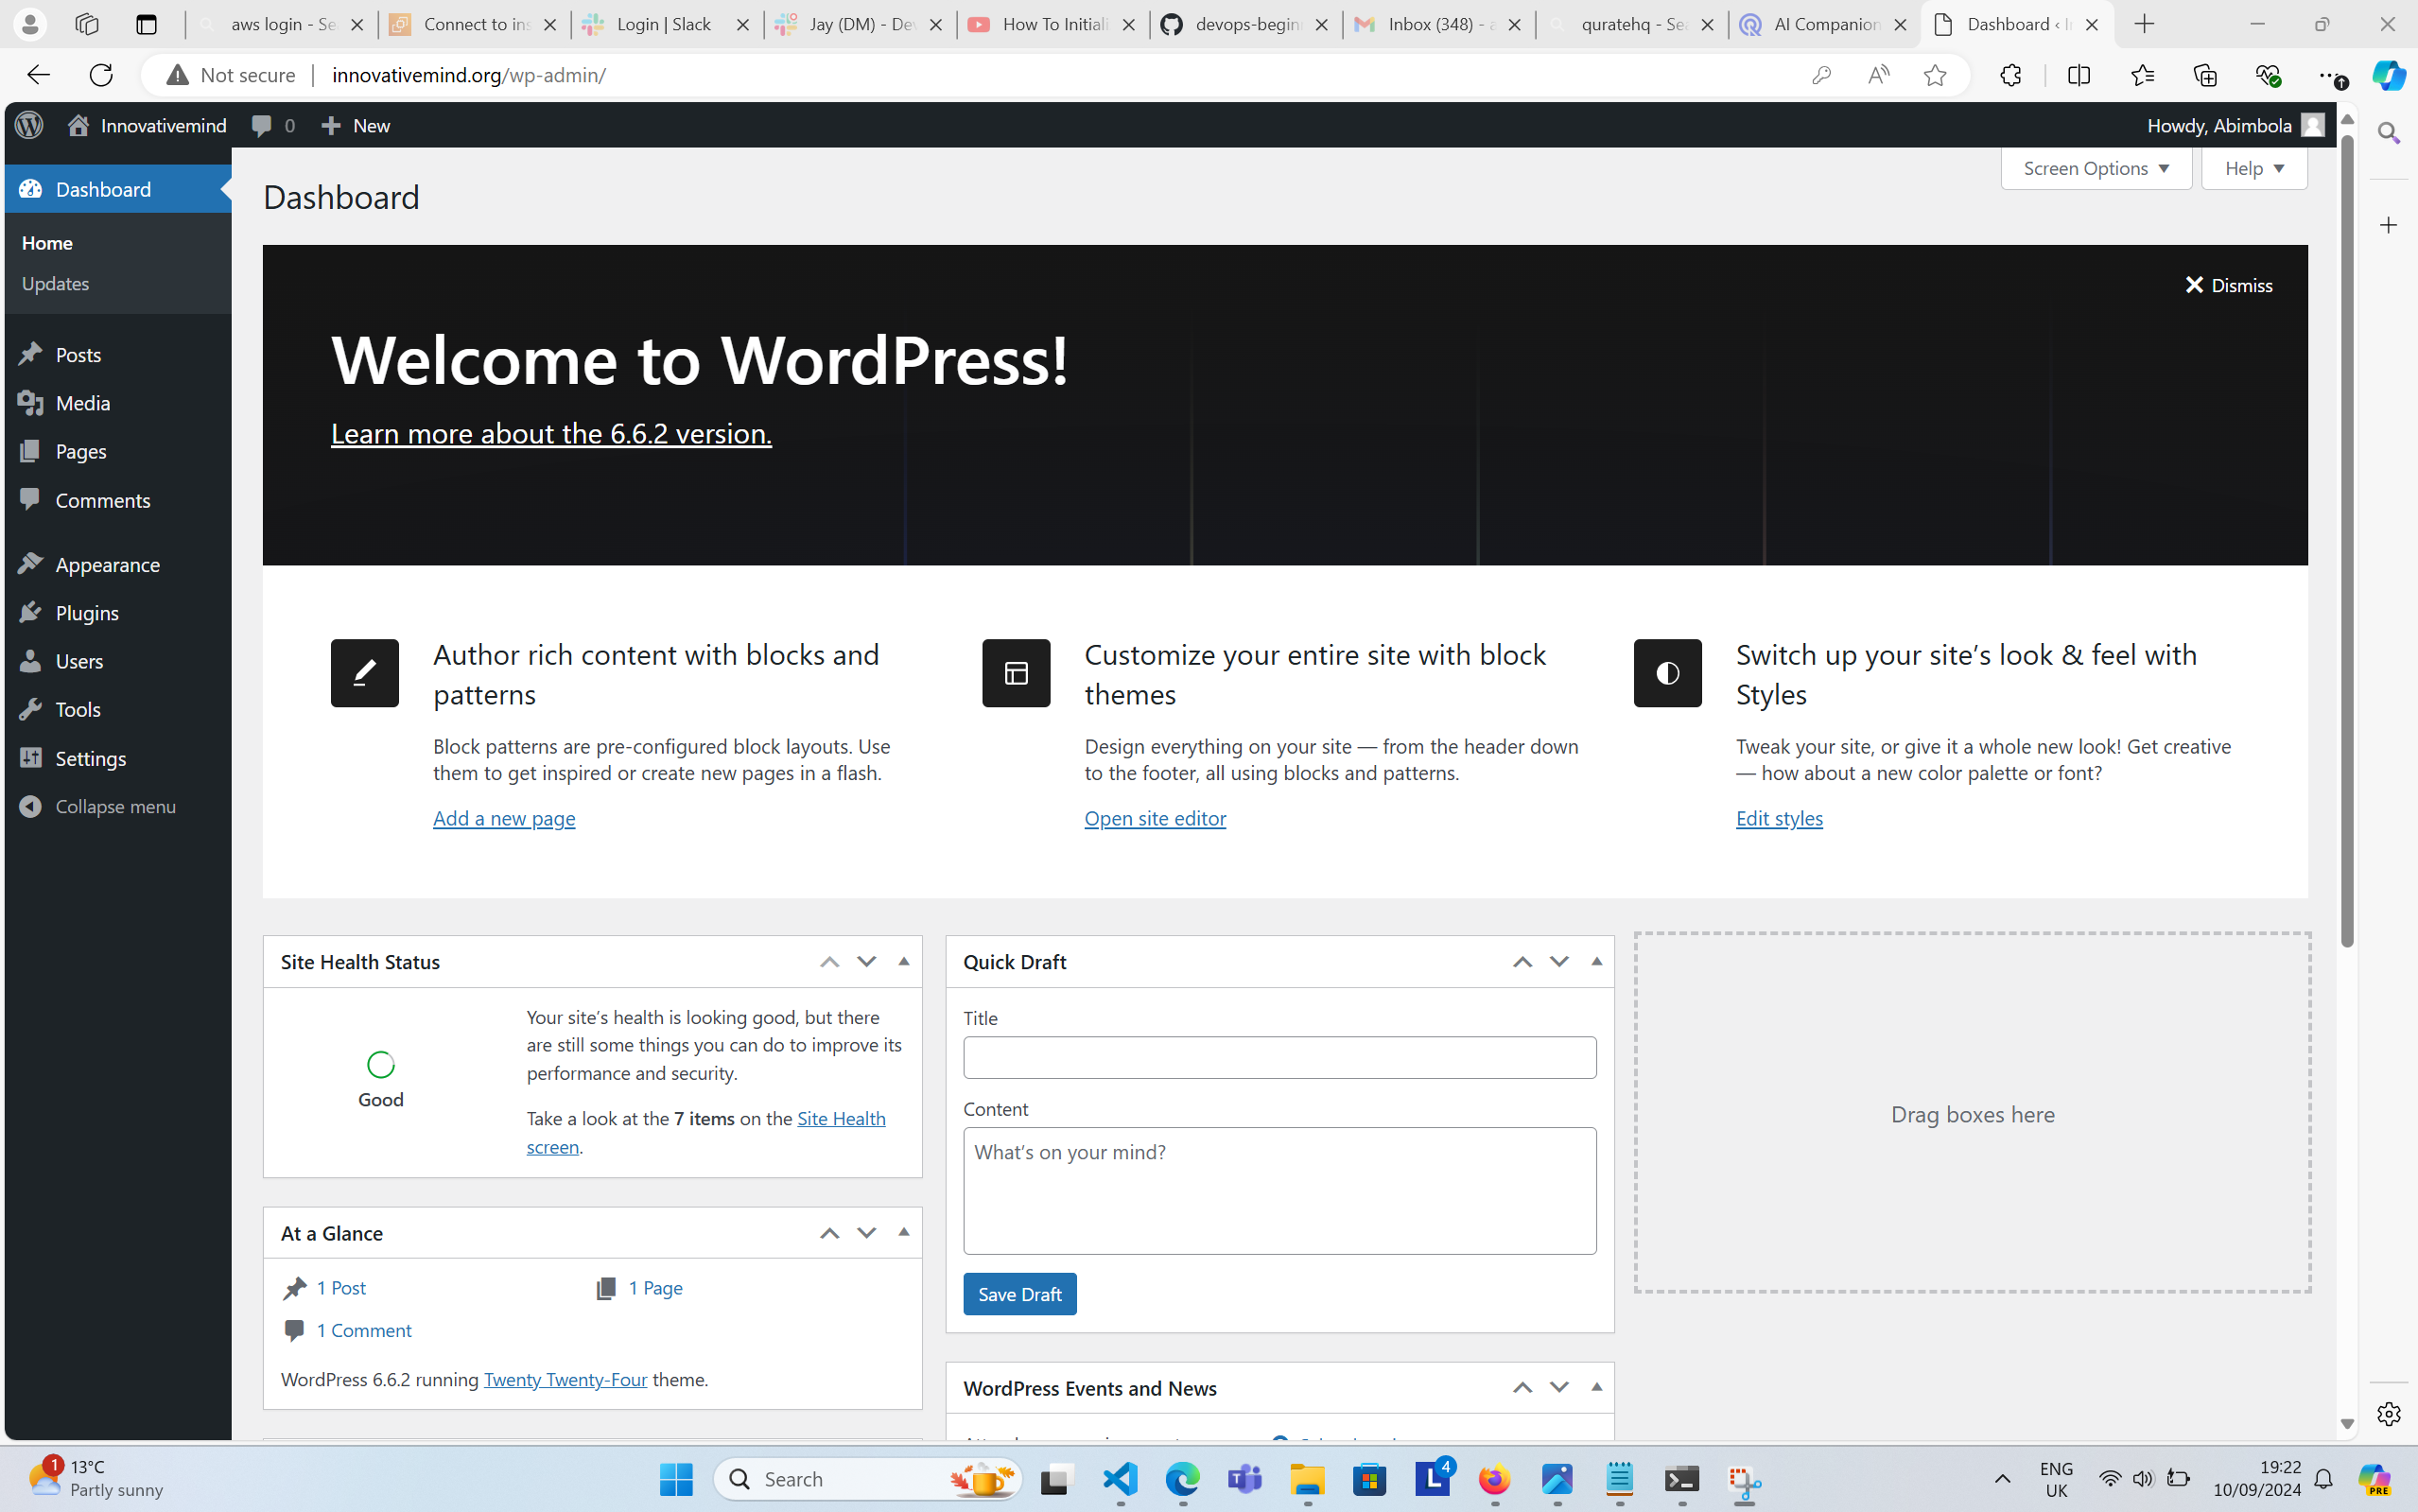 aws login - Se
Connect to ins
Login | Slack
Jay (DM) - Dev
How To Initiali
devops-begin
Inbox (348) - a
quratehq - Sea
AI Companion
Dashboard ‹ In
Not secure
innovativemind.org/wp-admin/
Innovativemind
0
New
Howdy, Abimbola
Dashboard
Home
Updates
Posts
Media
Pages
Comments
Appearance
Plugins
Users
Tools
Settings
Collapse menu
Screen Options
Help
Dashboard
Dismiss
Welcome to WordPress!
Learn more about the 6.6.2 version.
Author rich content with blocks and
patterns
Block patterns are pre-configured block layouts. Use
them to get inspired or create new pages in a flash.
Add a new page
Customize your entire site with block
themes
Design everything on your site — from the header down
to the footer, all using blocks and patterns.
Open site editor
Switch up your site’s look & feel with
Styles
Tweak your site, or give it a whole new look! Get creative
— how about a new color palette or font?
Edit styles
Site Health Status
Good
Your site’s health is looking good, but there
are still some things you can do to improve its
performance and security.
Take a look at the 7 items on the Site Health
screen.
At a Glance
1 Post
1 Page
1 Comment
WordPress 6.6.2 running Twenty Twenty-Four theme.
Quick Draft
Title
Content
What’s on your mind?
Save Draft
WordPress Events and News
Drag boxes here
1
13°C
Partly sunny
Search
4
ENG
UK
19:22
10/09/2024
PRE